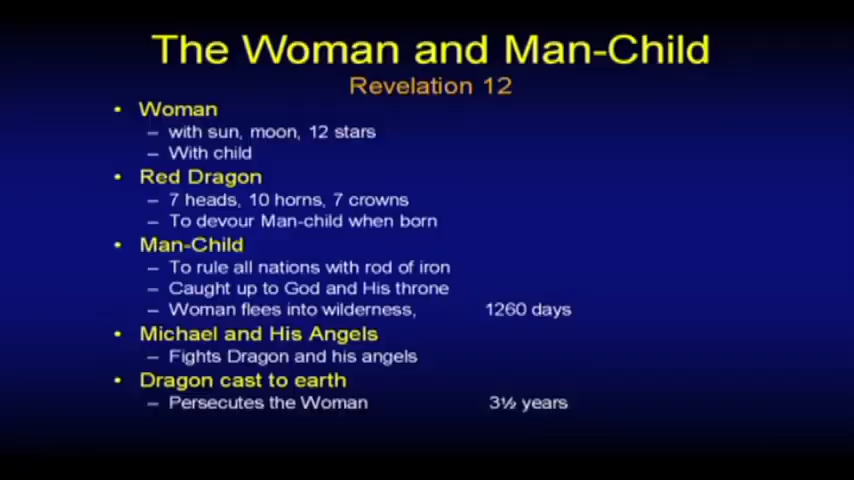 The Woman and Man-Child
Revelation 12
• Woman
– with sun, moon, 12 stars
– With child
• Red Dragon
– 7 heads, 10 horns, 7 crowns
– To devour Man-child when born
• Man-Child
– To rule all nations with rod of iron
– Caught up to God and His throne
– Woman flees into wilderness, 1260 days
• Michael and His Angels
– Fights Dragon and his angels
• Dragon cast to earth
– Persecutes the Woman 3½ years